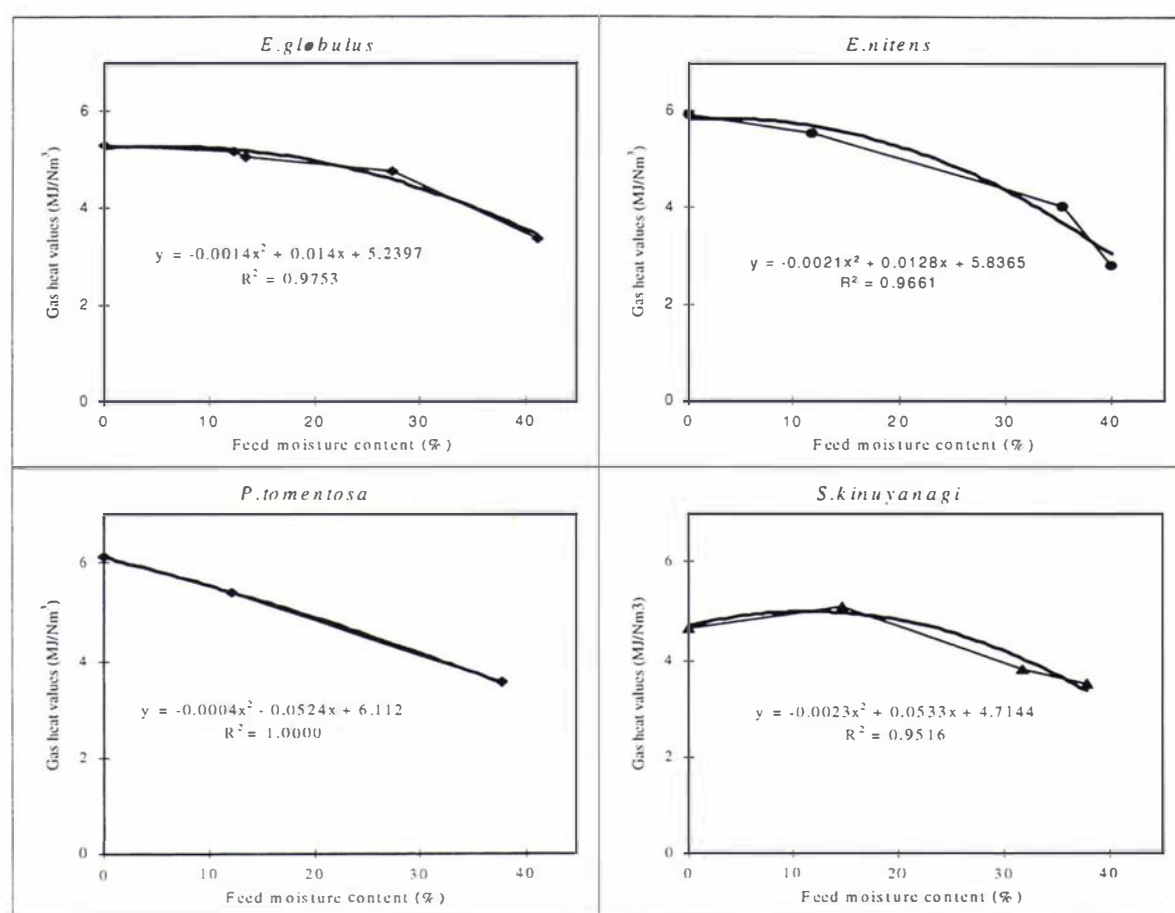 E.globulus
Gas heat values (MJ/Nm³)
6
4
2
0
y = -0.0014x² + 0.014x + 5.2397
R² = 0.9753
0 10 20 30 40
Feed moisture content (%)
E.nitens
Gas heat values (MJ/Nm³)
6
4
2
0
y = -0.0021x² + 0.0128x + 5.8365
R² = 0.9661
0 10 20 30 40
Feed moisture content (%)
P.tomentosa
Gas heat values (MJ/Nm³)
6
4
2
0
y = -0.0004x² - 0.0524x + 6.112
R² = 1.0000
0 10 20 30 40
Feed moisture content (%)
S.kinuyanagi
Gas heat values (MJ/Nm3)
6
4
2
0
y = -0.0023x² + 0.0533x + 4.7144
R² = 0.9516
0 10 20 30 40
Feed moisture content (%)